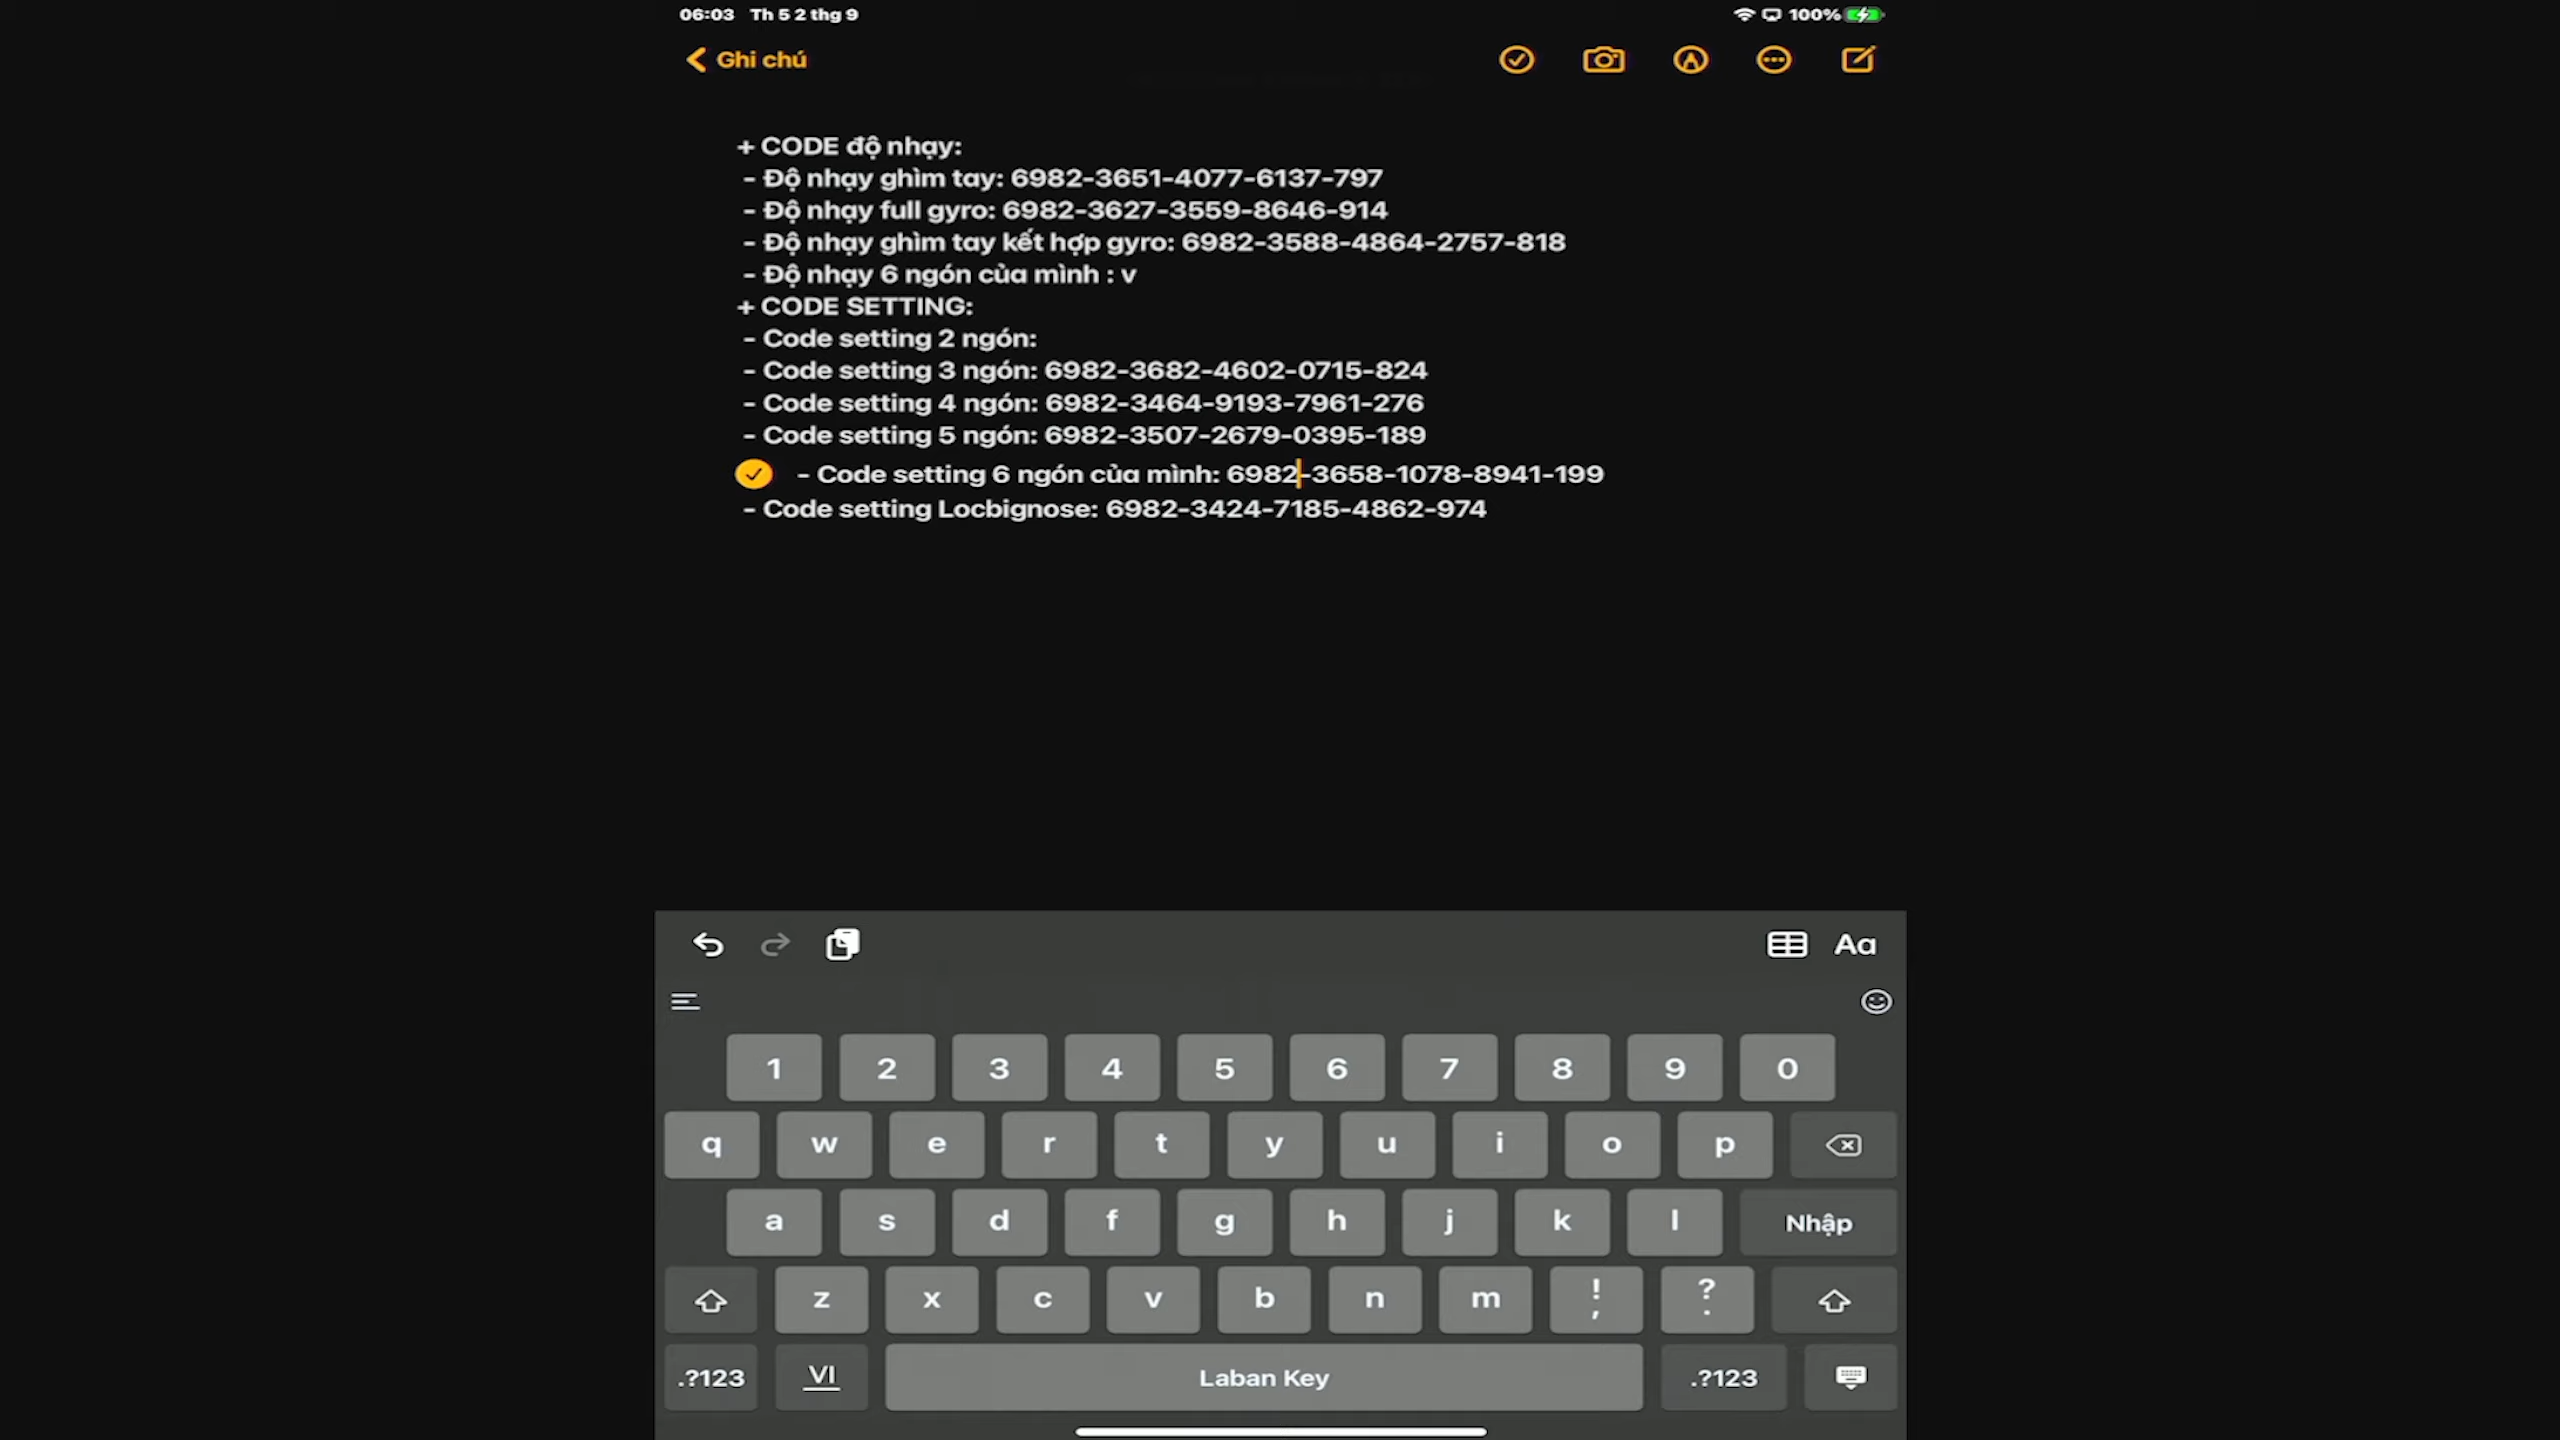 06:03 Th 5 2 thg 9 100%
Ghi chú
+ CODE độ nhạy:
- Độ nhạy ghìm tay: 6982-3651-4077-6137-797
- Độ nhạy full gyro: 6982-3627-3559-8646-914
- Độ nhạy ghìm tay kết hợp gyro: 6982-3588-4864-2757-818
- Độ nhạy 6 ngón của mình : v
+ CODE SETTING:
- Code setting 2 ngón:
- Code setting 3 ngón: 6982-3682-4602-0715-824
- Code setting 4 ngón: 6982-3464-9193-7961-276
- Code setting 5 ngón: 6982-3507-2679-0395-189
- Code setting 6 ngón của mình: 6982-3658-1078-8941-199
- Code setting Locbignose: 6982-3424-7185-4862-974
Aa
1 2 3 4 5 6 7 8 9 0
q w e r t y u i o p
a s d f g h j k l Nhập
z x c v b n m ! , ? .
.?123 VI Laban Key .?123